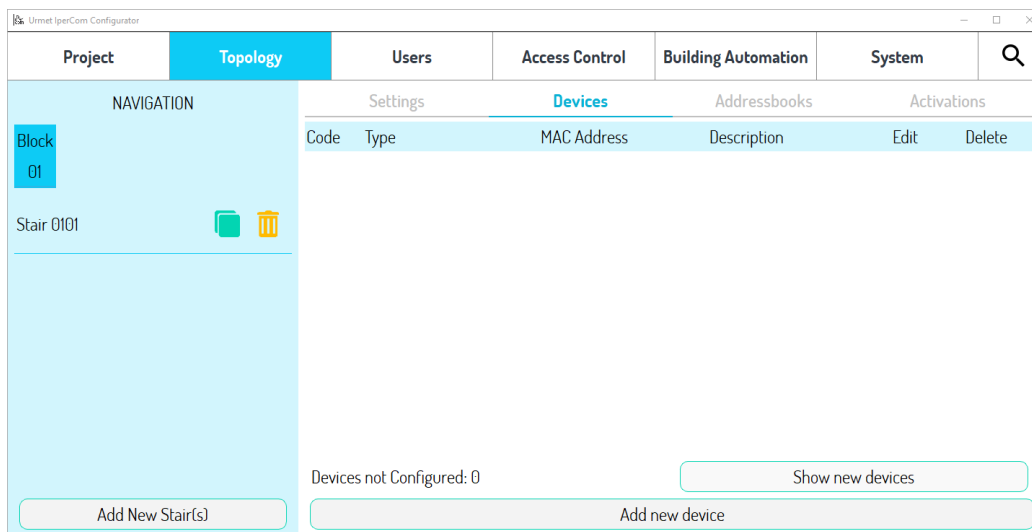 Urmet IperCom Configurator
Project Topology Users Access Control Building Automation System
NAVIGATION
Settings Devices Addressbooks Activations
Block
01
Code Type MAC Address Description Edit Delete
Stair 0101
Devices not Configured: 0
Show new devices
Add New Stair(s)
Add new device